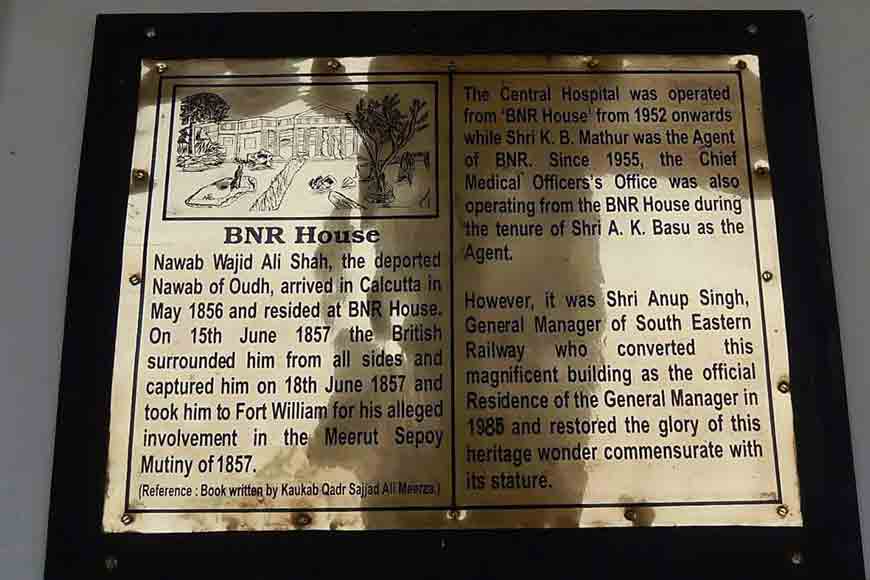 BNR House
Nawab Wajid Ali Shah, the deported
Nawab of Oudh, arrived in Calcutta in
May 1856 and resided at BNR House.
On 15th June 1857 the British
surrounded him from all sides and
captured him on 18th June 1857 and
took him to Fort William for his alleged
involvement in the Meerut Sepoy
Mutiny of 1857.
(Reference : Book written by Kaukab Qadr Sajjad Ali Meerza.)
The Central Hospital was operated
from 'BNR House' from 1952 onwards
while Shri K. B. Mathur was the Agent
of BNR. Since 1955, the Chief
Medical Officers's Office was also
operating from the BNR House during
the tenure of Shri A. K. Basu as the
Agent.
However, it was Shri Anup Singh,
General Manager of South Eastern
Railway who converted this
magnificent building as the official
Residence of the General Manager in
1985 and restored the glory of this
heritage wonder commensurate with
its stature.